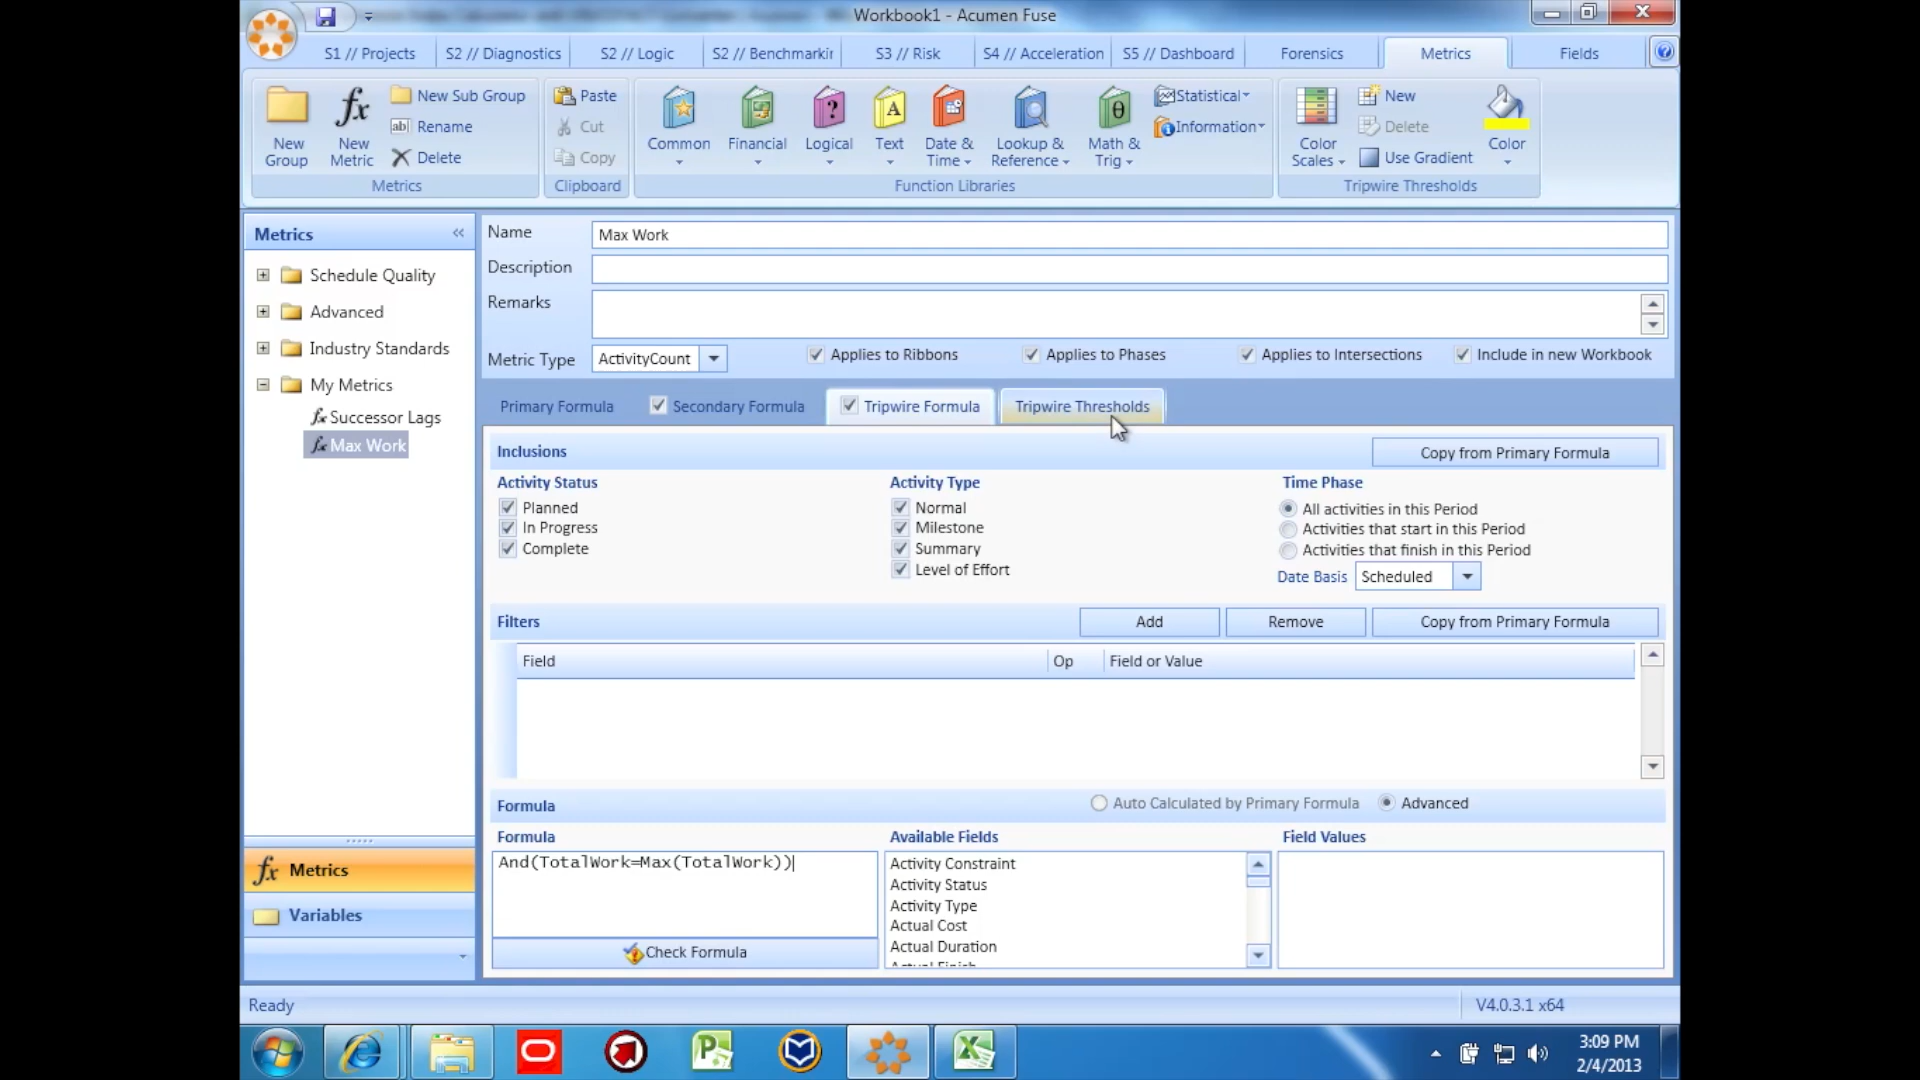 Workbook1 - Acumen Fuse
S1 // Projects
S2 // Diagnostics
S2 // Logic
S2 // Benchmarkin
S3 // Risk
S4 // Acceleration
S5 // Dashboard
Forensics
Metrics
Fields
New Group
New Metric
New Sub Group
Rename
Delete
Metrics
Paste
Cut
Copy
Clipboard
Common
Financial
Logical
Text
Date & Time
Lookup & Reference
Math & Trig
Statistical
Information
Function Libraries
Color Scales
New
Delete
Use Gradient
Color
Tripwire Thresholds
Metrics
Schedule Quality
Advanced
Industry Standards
My Metrics
fx Successor Lags
fx Max Work
Name
Max Work
Description
Remarks
Metric Type
ActivityCount
Applies to Ribbons
Applies to Phases
Applies to Intersections
Include in new Workbook
Primary Formula
Secondary Formula
Tripwire Formula
Tripwire Thresholds
Inclusions
Copy from Primary Formula
Activity Status
Planned
In Progress
Complete
Activity Type
Normal
Milestone
Summary
Level of Effort
Time Phase
All activities in this Period
Activities that start in this Period
Activities that finish in this Period
Date Basis
Scheduled
Filters
Add
Remove
Copy from Primary Formula
Field
Op
Field or Value
Formula
Auto Calculated by Primary Formula
Advanced
Formula
And(TotalWork=Max(TotalWork))
Check Formula
Available Fields
Activity Constraint
Activity Status
Activity Type
Actual Cost
Actual Duration
Actual Finish
Field Values
fx Metrics
Variables
Ready
V4.0.3.1 x64
3:09 PM
2/4/2013